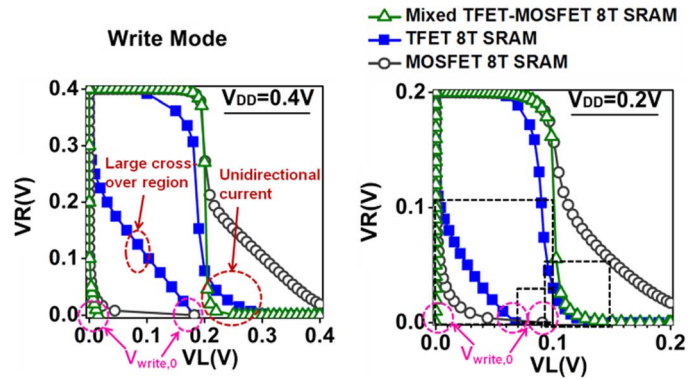 Write Mode
Mixed TFET-MOSFET 8T SRAM
TFET 8T SRAM
MOSFET 8T SRAM
0.4
0.3
0.2
0.1
0.0
VR(V)
VDD=0.4V
Large cross-
over region
Unidirectional
current
0.0 0.1 0.2 0.3 0.4
Vwrite,0
VL(V)
0.2
0.1
0.0
VR(V)
VDD=0.2V
0.0 0.1 0.2
Vwrite,0
VL(V)